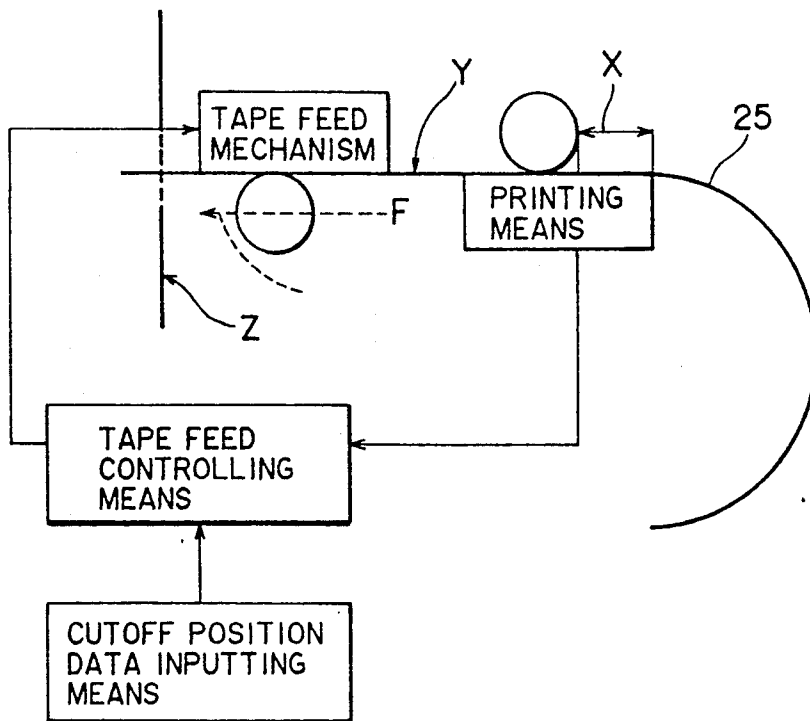 Y
X
25
TAPE FEED
MECHANISM
PRINTING
MEANS
F
Z
TAPE FEED
CONTROLLING
MEANS
CUTOFF POSITION
DATA INPUTTING
MEANS